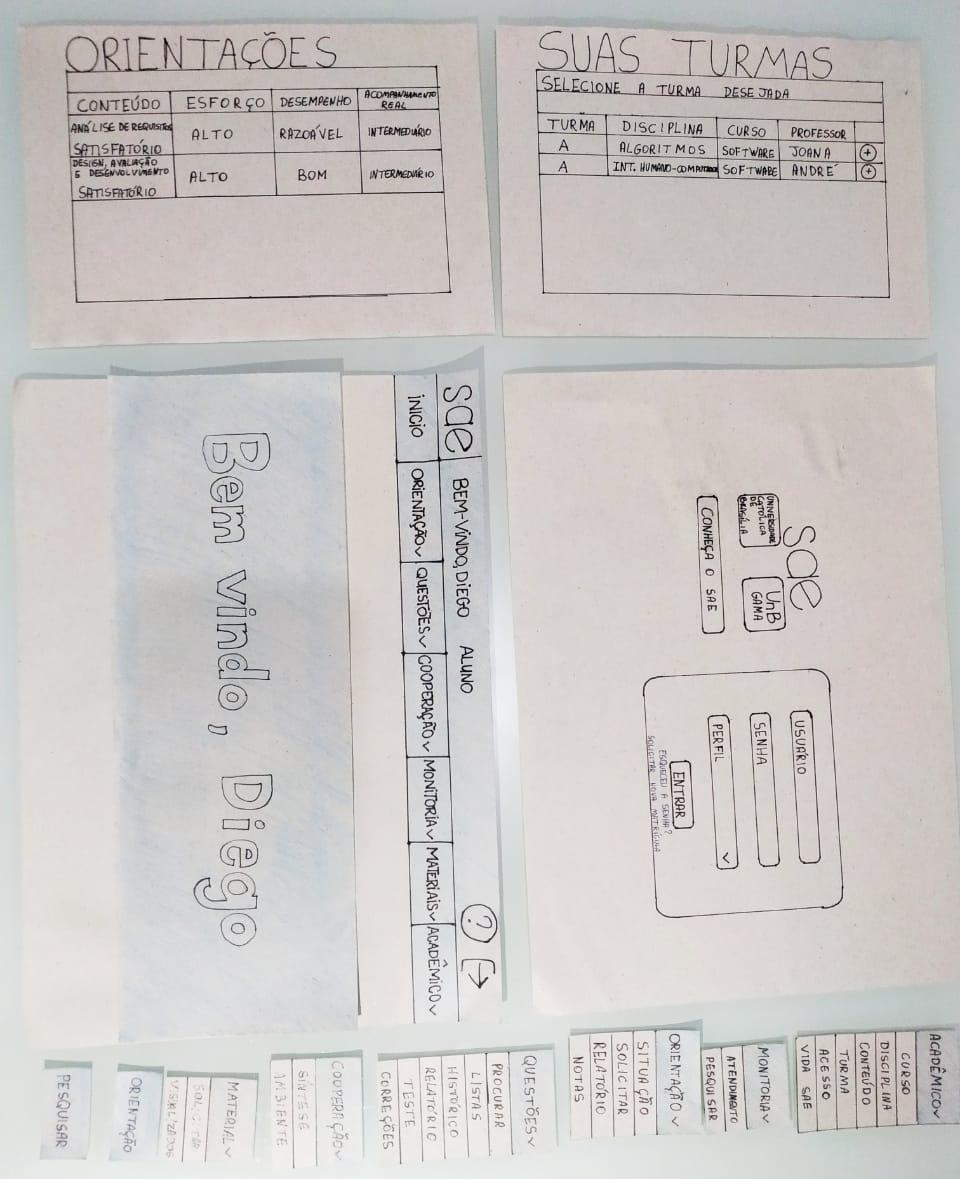 ORIENTAÇÕES
CONTEÚDO ESFORÇO DESEMPENHO ACOMPANHAMENTO REAL
ANÁLISE DE REQUISITOS SATISFATÓRIO ALTO RAZOÁVEL INTERMEDIÁRIO
DESIGN, AVALIAÇÃO E DESENVOLVIMENTO SATISFATÓRIO ALTO BOM INTERMEDIÁRIO
SUAS TURMAS
SELECIONE A TURMA DESEJADA
TURMA DISCIPLINA CURSO PROFESSOR
A ALGORITMOS SOFTWARE JOANA +
A INT. HUMANO-COMPUTADOR SOFTWARE ANDRÉ +
sae BEM-VINDO, DIEGO ALUNO ?
INICIO ORIENTAÇÃO QUESTÕES COOPERAÇÃO MONITORIA MATERIAIS ACADÊMICO
Bem vindo, Diego
sae
UNIVERSIDADE
CATOLICA
DE
BRASÍLIA
UnB
GAMA
CONHEÇA O SAE
USUÁRIO
SENHA
PERFIL
ENTRAR
ESQUECEU A SENHA?
SOLICITAR NOVA MATRÍCULA
ACADÊMICO
CURSO
DISCIPLINA
CONTEÚDO
TURMA
ACESSO
VIDA SAE
MONITORIA
ATENDIMENTO
PESQUISAR
ORIENTAÇÃO
SITUAÇÃO
SOLICITAR
RELATÓRIO
NOTAS
QUESTÕES
PROCURAR
LISTAS
HISTÓRICO
RELATÓRIO
TESTE
CORREÇÕES
COOPERAÇÃO
SÍNTESE
AMBIENTE
MATERIAL
SOLICITAR
VISUALIZADOS
ORIENTAÇÃO
PESQUISAR